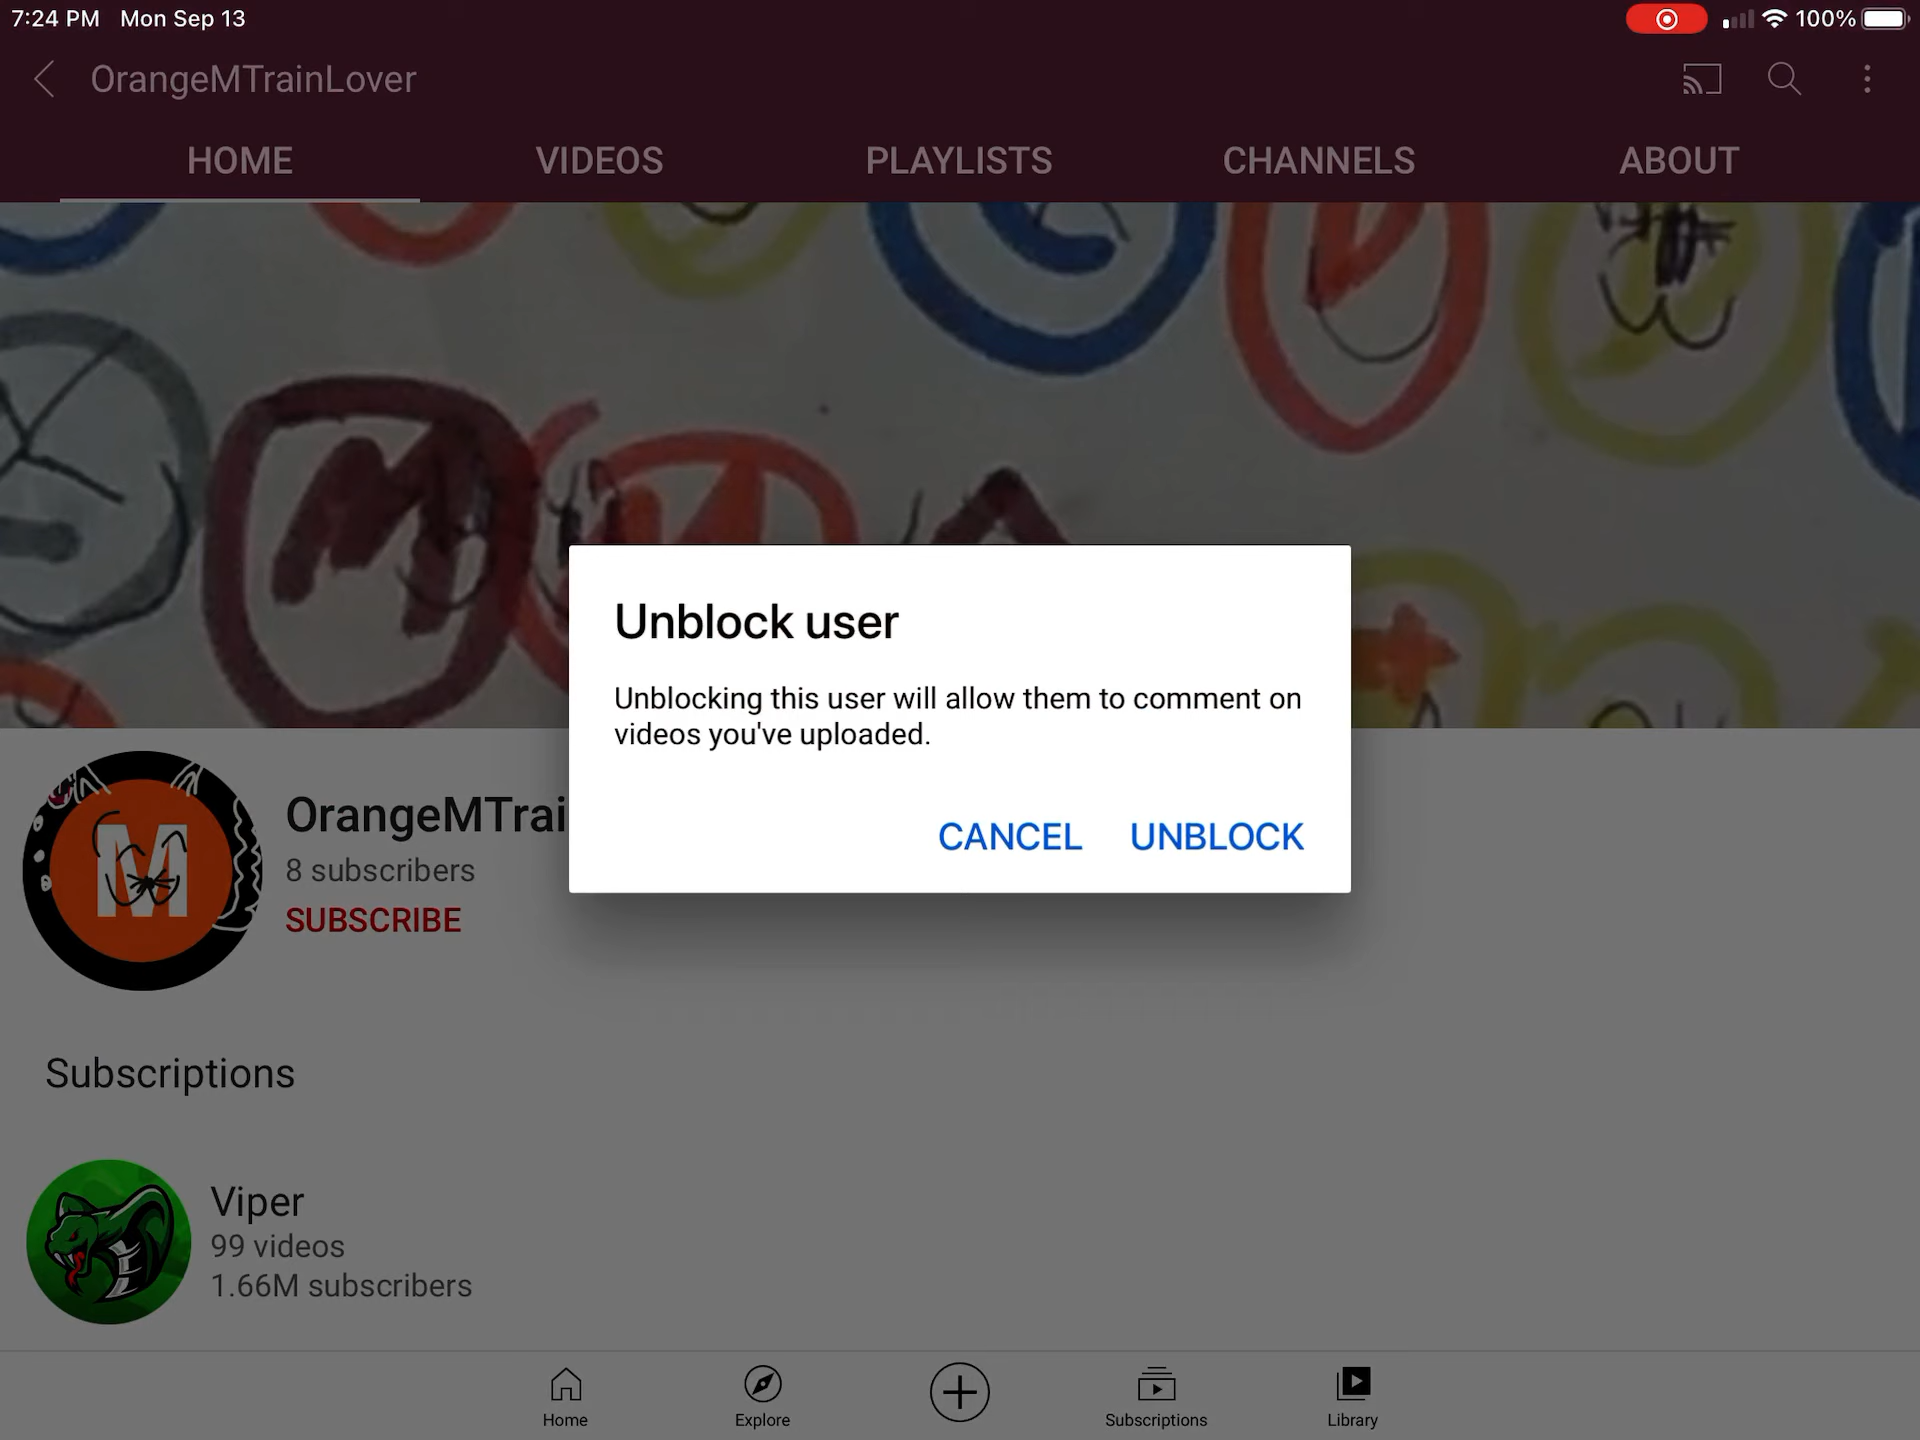 7:24 PM Mon Sep 13
100%
OrangeMTrainLover
HOME VIDEOS PLAYLISTS CHANNELS ABOUT
M
Unblock user
Unblocking this user will allow them to comment on
videos you've uploaded.
CANCEL UNBLOCK
M
OrangeMTrai
8 subscribers
SUBSCRIBE
Subscriptions
Viper
99 videos
1.66M subscribers
Home Explore Subscriptions Library